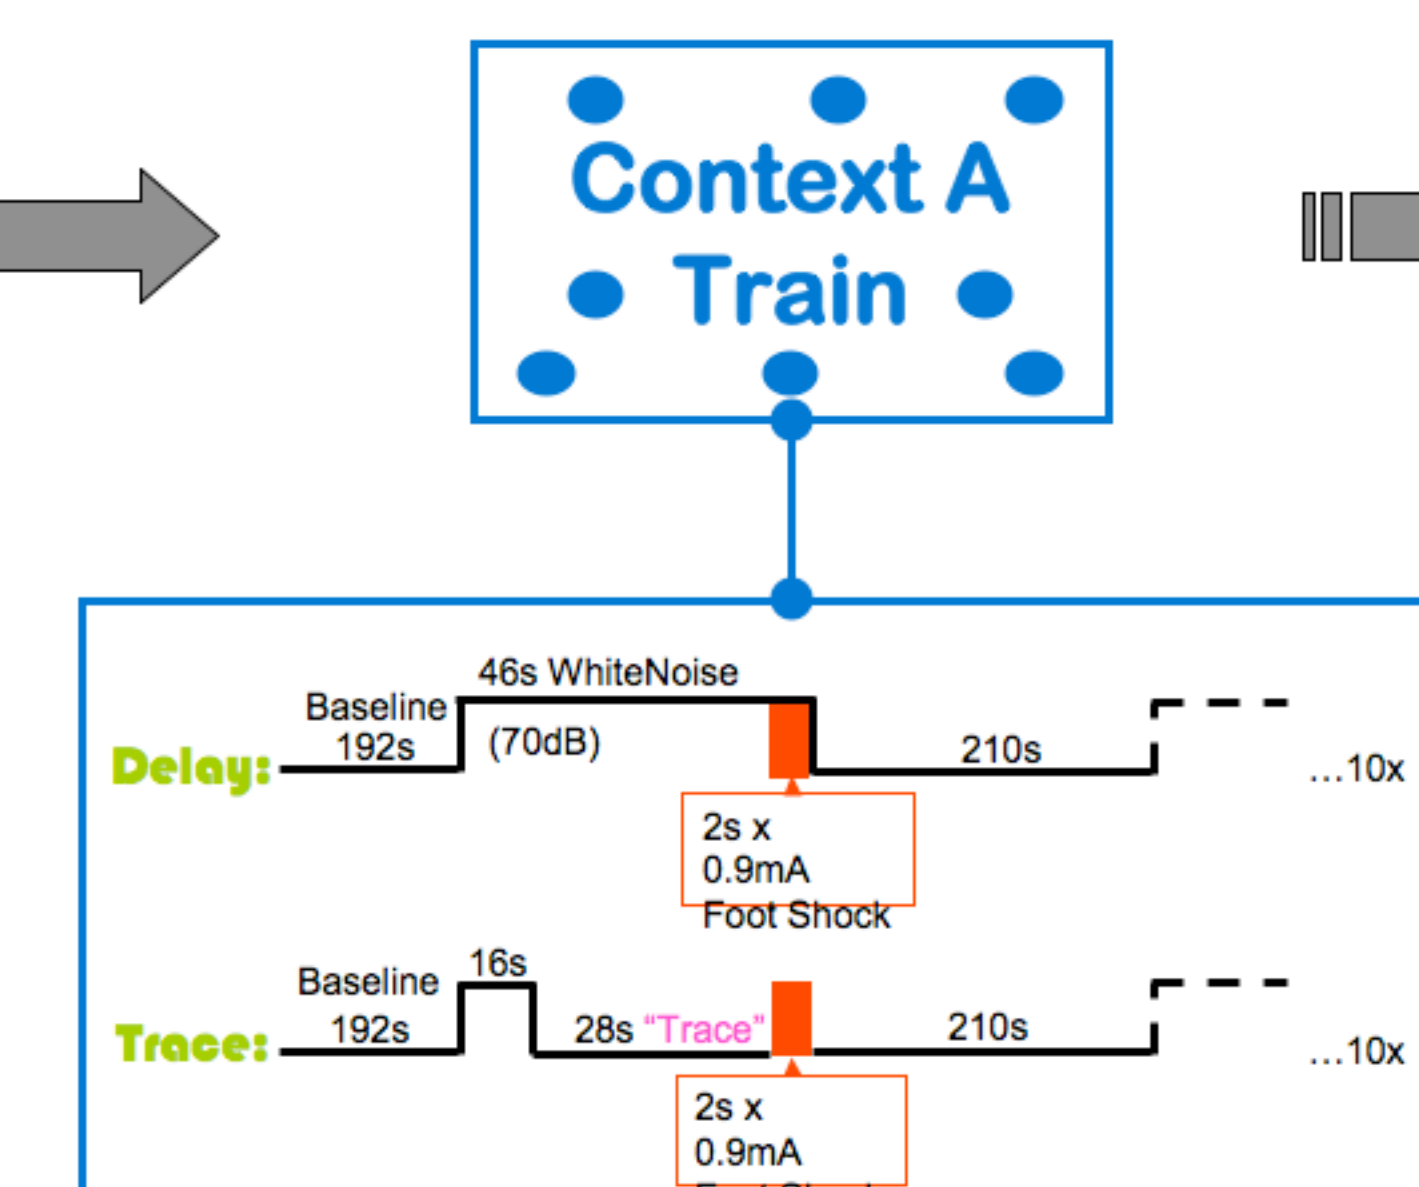 Context A
Train
46s WhiteNoise
Baseline
192s
(70dB)
Delay:
210s
...10x
2s x
0.9mA
Foot Shock
16s
Baseline
192s
Trace:
28s "Trace"
210s
...10x
2s x
0.9mA